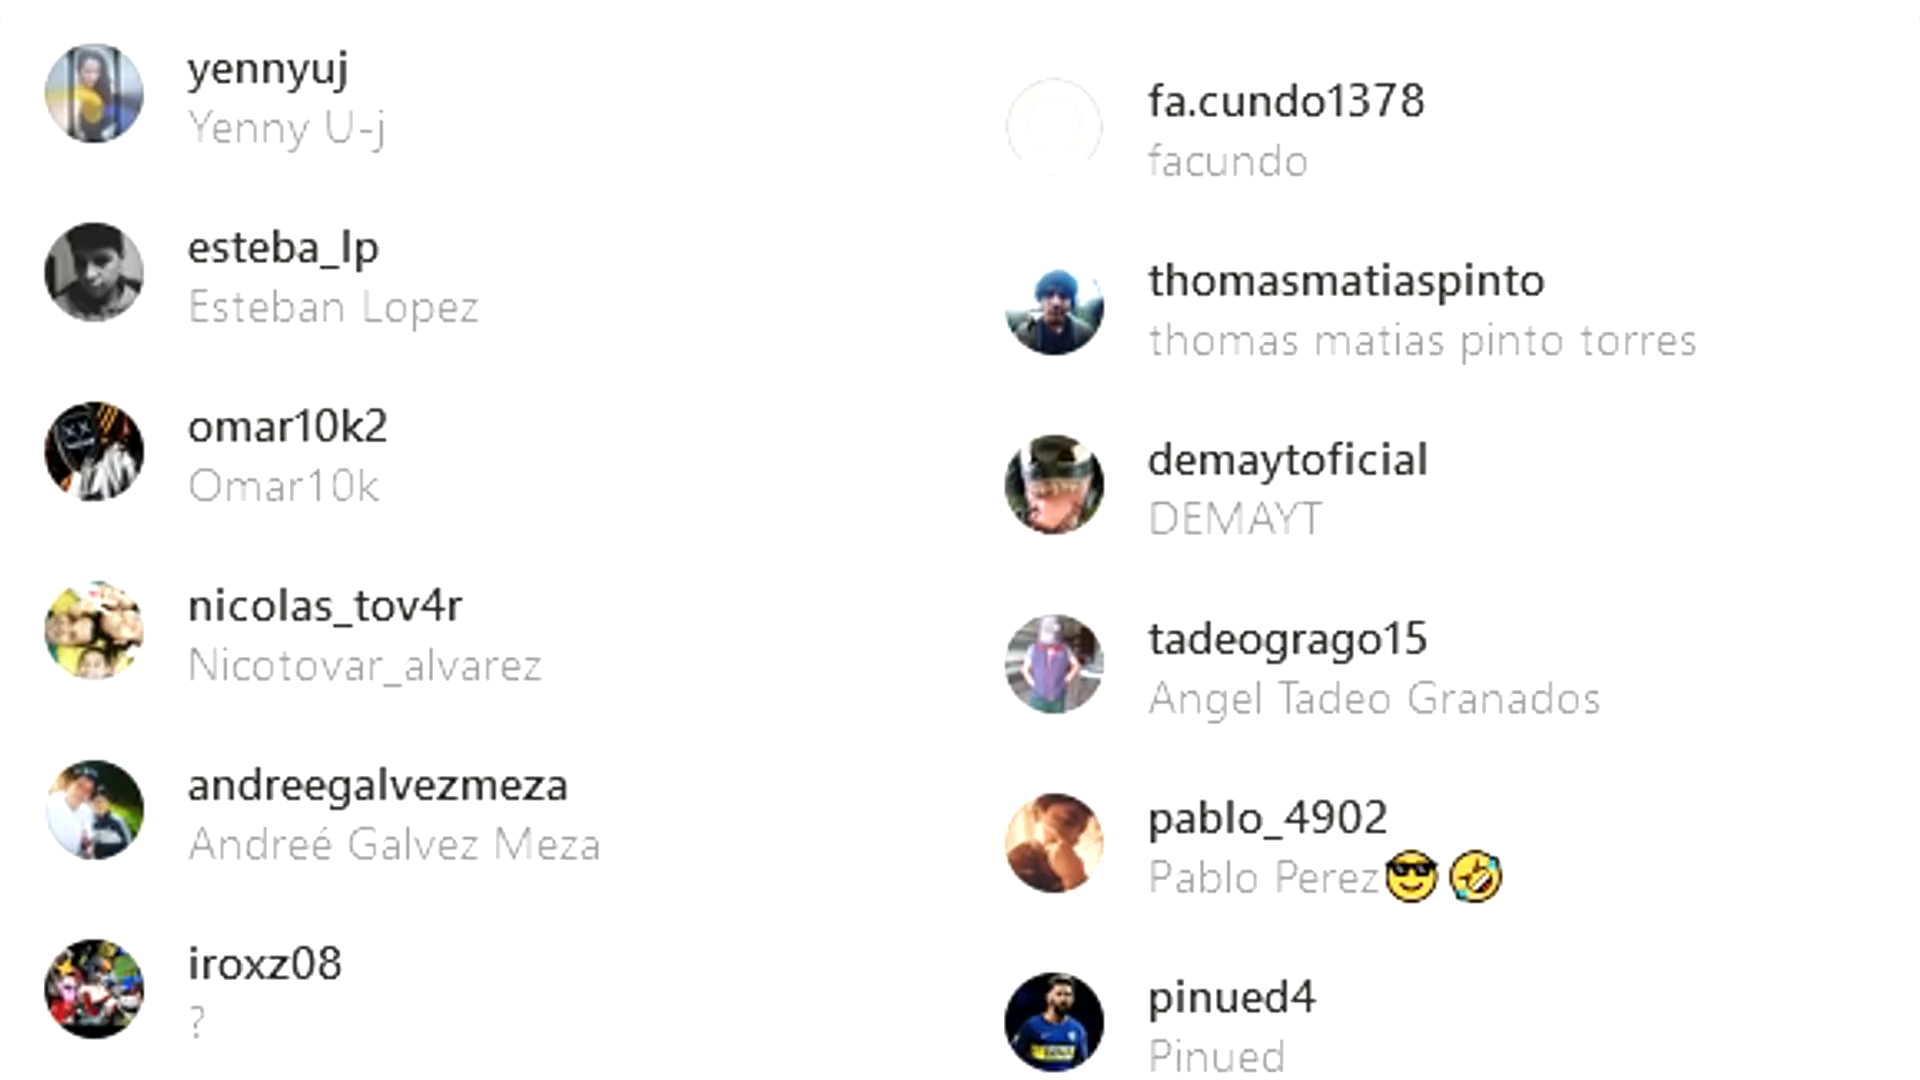 yennyuj
Yenny U-j
esteba_lp
Esteban Lopez
omar10k2
Omar10k
nicolas_tov4r
Nicotovar_alvarez
andreegalvezmeza
Andreé Galvez Meza
iroxz08
?
fa.cundo1378
facundo
thomasmatiaspinto
thomas matias pinto torres
demaytoficial
DEMAYT
tadeogrago15
Angel Tadeo Granados
pablo_4902
Pablo Perez😎🤣
pinued4
Pinued